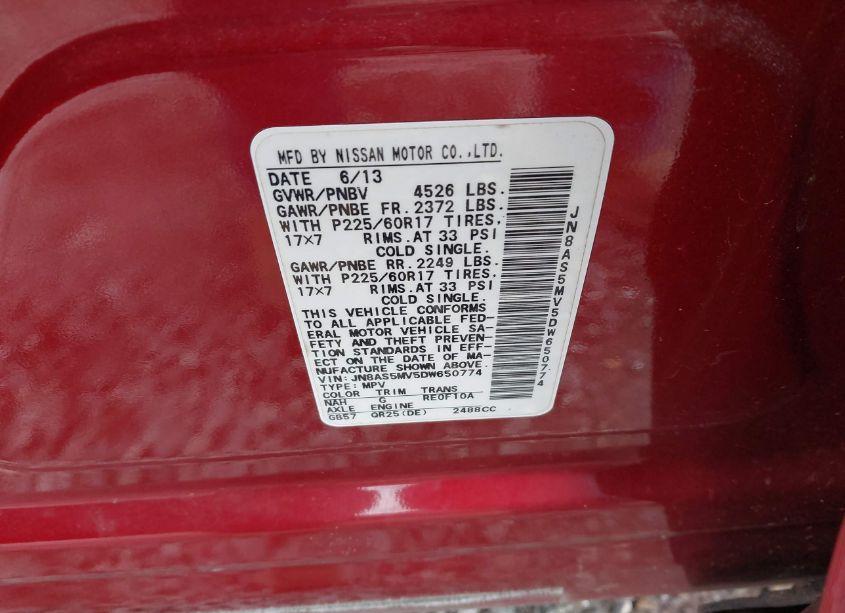 MFD BY NISSAN MOTOR CO.,LTD.
DATE 6/13
GVWR/PNBV 4526 LBS.
GAWR/PNBE FR. 2372 LBS.
WITH P225/60R17 TIRES,
17×7 RIMS.AT 33 PSI
COLD SINGLE.
GAWR/PNBE RR. 2249 LBS.
WITH P225/60R17 TIRES,
17×7 RIMS.AT 33 PSI
COLD SINGLE.
THIS VEHICLE CONFORMS
TO ALL APPLICABLE FED-
ERAL MOTOR VEHICLE SA-
FETY AND THEFT PREVEN-
TION STANDARDS IN EFF-
ECT ON THE DATE OF MA-
NUFACTURE SHOWN ABOVE.
VIN: JN8AS5MV5DW650774
TYPE: MPV
COLOR TRIM TRANS
NAH G RE0F10A
AXLE ENGINE
GB57 QR25(DE) 2488CC
JN8AS5MV5DW650774